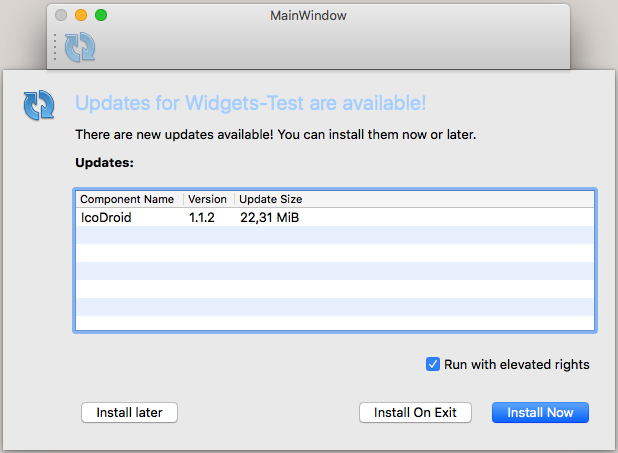 MainWindow
Updates for Widgets-Test are available!
There are new updates available! You can install them now or later.
Updates:
Component Name Version Update Size
IcoDroid 1.1.2 22,31 MiB
Run with elevated rights
Install later Install On Exit Install Now